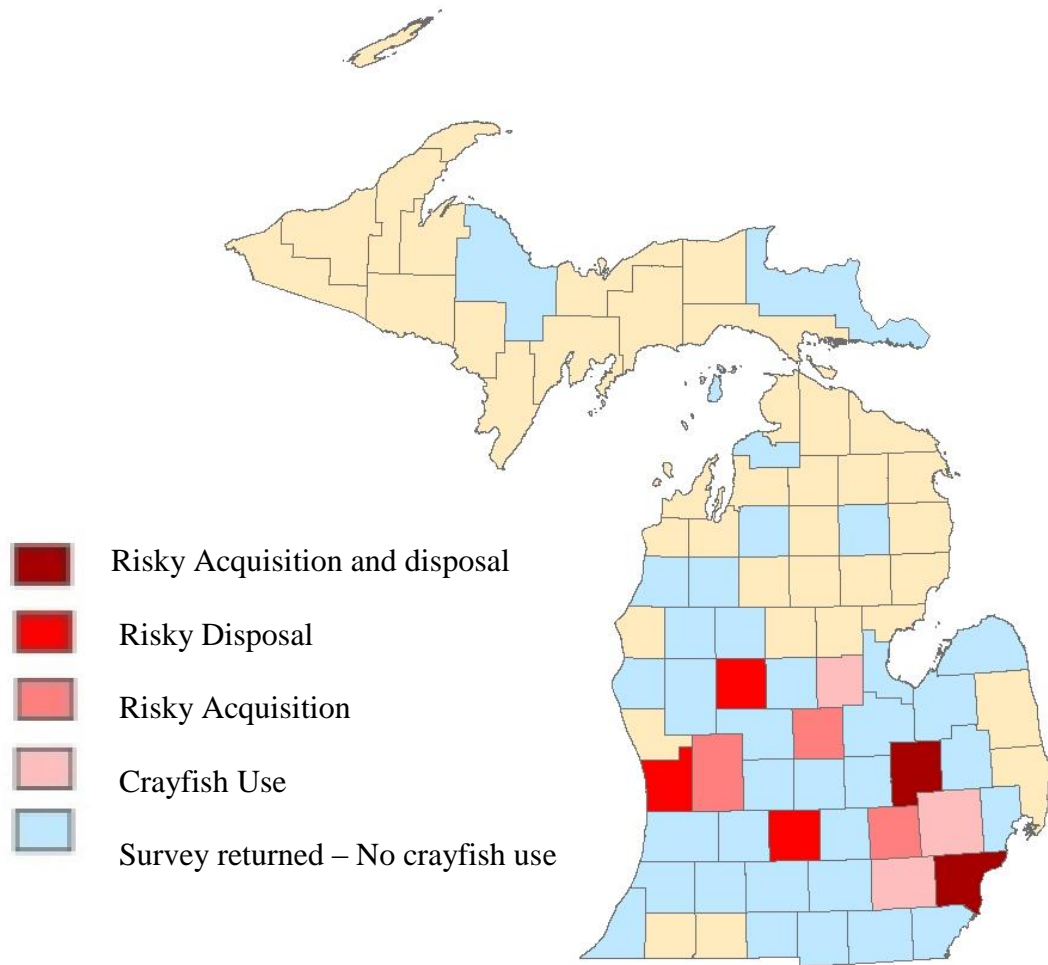 Risky Acquisition and disposal
Risky Disposal
Risky Acquisition
Crayfish Use
Survey returned – No crayfish use